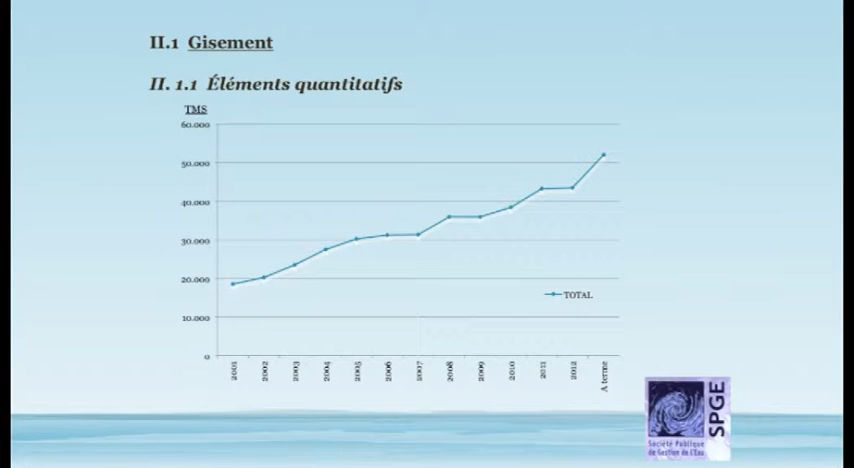 II.1 Gisement
II. 1.1 Éléments quantitatifs
TMS
60.000
50.000
40.000
30.000
20.000
10.000
0
TOTAL
2001 2002 2003 2004 2005 2006 2007 2008 2009 2010 2011 2012 A terme
SPGE
Société Publique
de Gestion de l'Eau